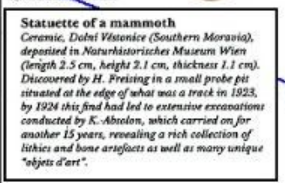 Statuette of a mammoth
Ceramic, Dolní Věstonice (Southern Moravia),
deposited in Naturhistorisches Museum Wien
(length 2.5 cm, height 2.1 cm, thickness 1.1 cm).
Discovered by H. Freising in a small probe pit
situated at the edge of what was a track in 1923,
by 1924 this find had led to extensive excavations
conducted by K. Absolon, which carried on for
another 15 years, revealing a rich collection of
lithics and bone artefacts as well as many unique
"objets d'art".